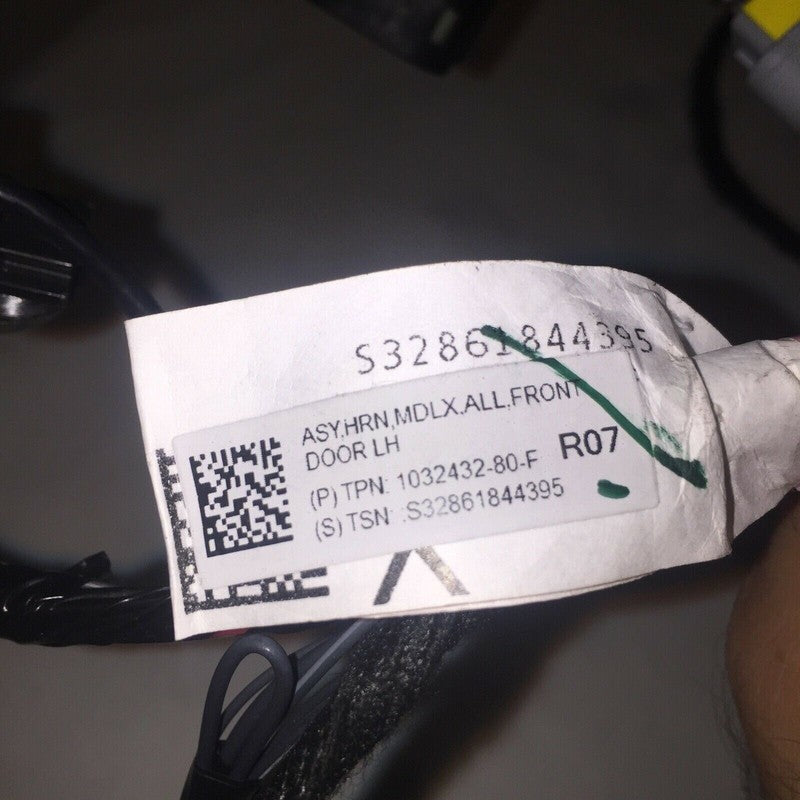 S32861844395
ASY,HRN,MDLX,ALL,FRONT
DOOR LH
R07
(P) TPN: 1032432-80-F
(S) TSN: :S32861844395